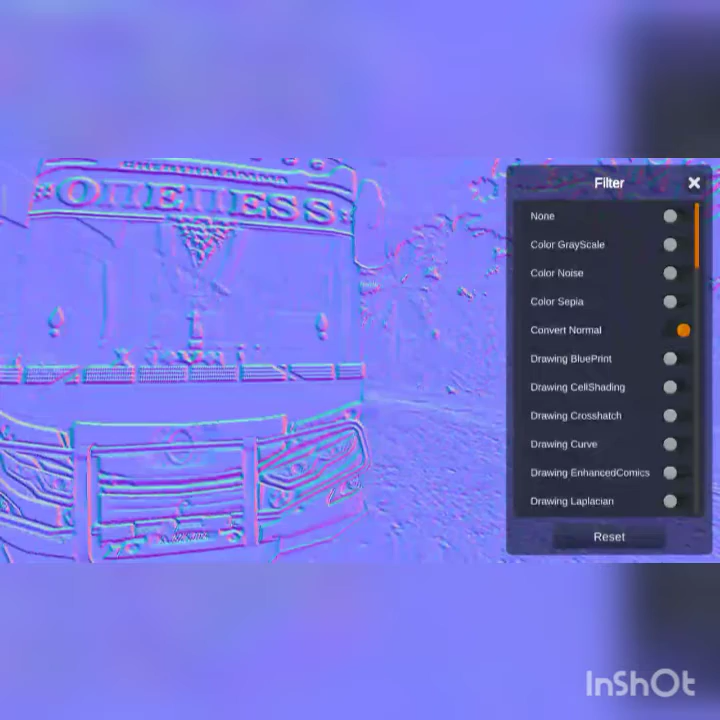 ONENESS
Filter
None
Color GrayScale
Color Noise
Color Sepia
Convert Normal
Drawing BluePrint
Drawing CellShading
Drawing Crosshatch
Drawing Curve
Drawing EnhancedComics
Drawing Laplacian
Reset
InShOt